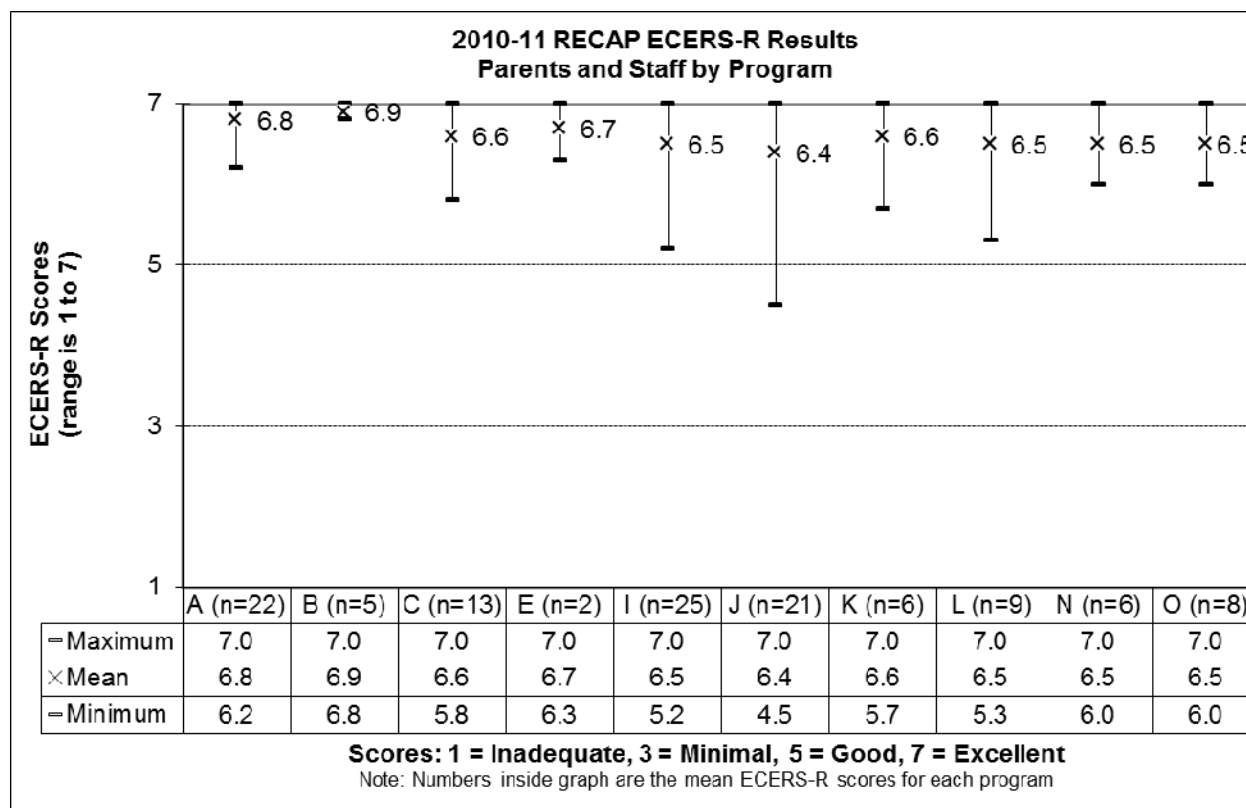 2010-11 RECAP ECERS-R Results
Parents and Staff by Program
ECERS-R Scores
(range is 1 to 7)
7
5
3
1
6.8
6.9
6.6
6.7
6.5
6.4
6.6
6.5
6.5
6.5
A (n=22) B (n=5) C (n=13) E (n=2) I (n=25) J (n=21) K (n=6) L (n=9) N (n=6) O (n=8)
Maximum 7.0 7.0 7.0 7.0 7.0 7.0 7.0 7.0 7.0 7.0
Mean 6.8 6.9 6.6 6.7 6.5 6.4 6.6 6.5 6.5 6.5
Minimum 6.2 6.8 5.8 6.3 5.2 4.5 5.7 5.3 6.0 6.0
Scores: 1 = Inadequate, 3 = Minimal, 5 = Good, 7 = Excellent
Note: Numbers inside graph are the mean ECERS-R scores for each program